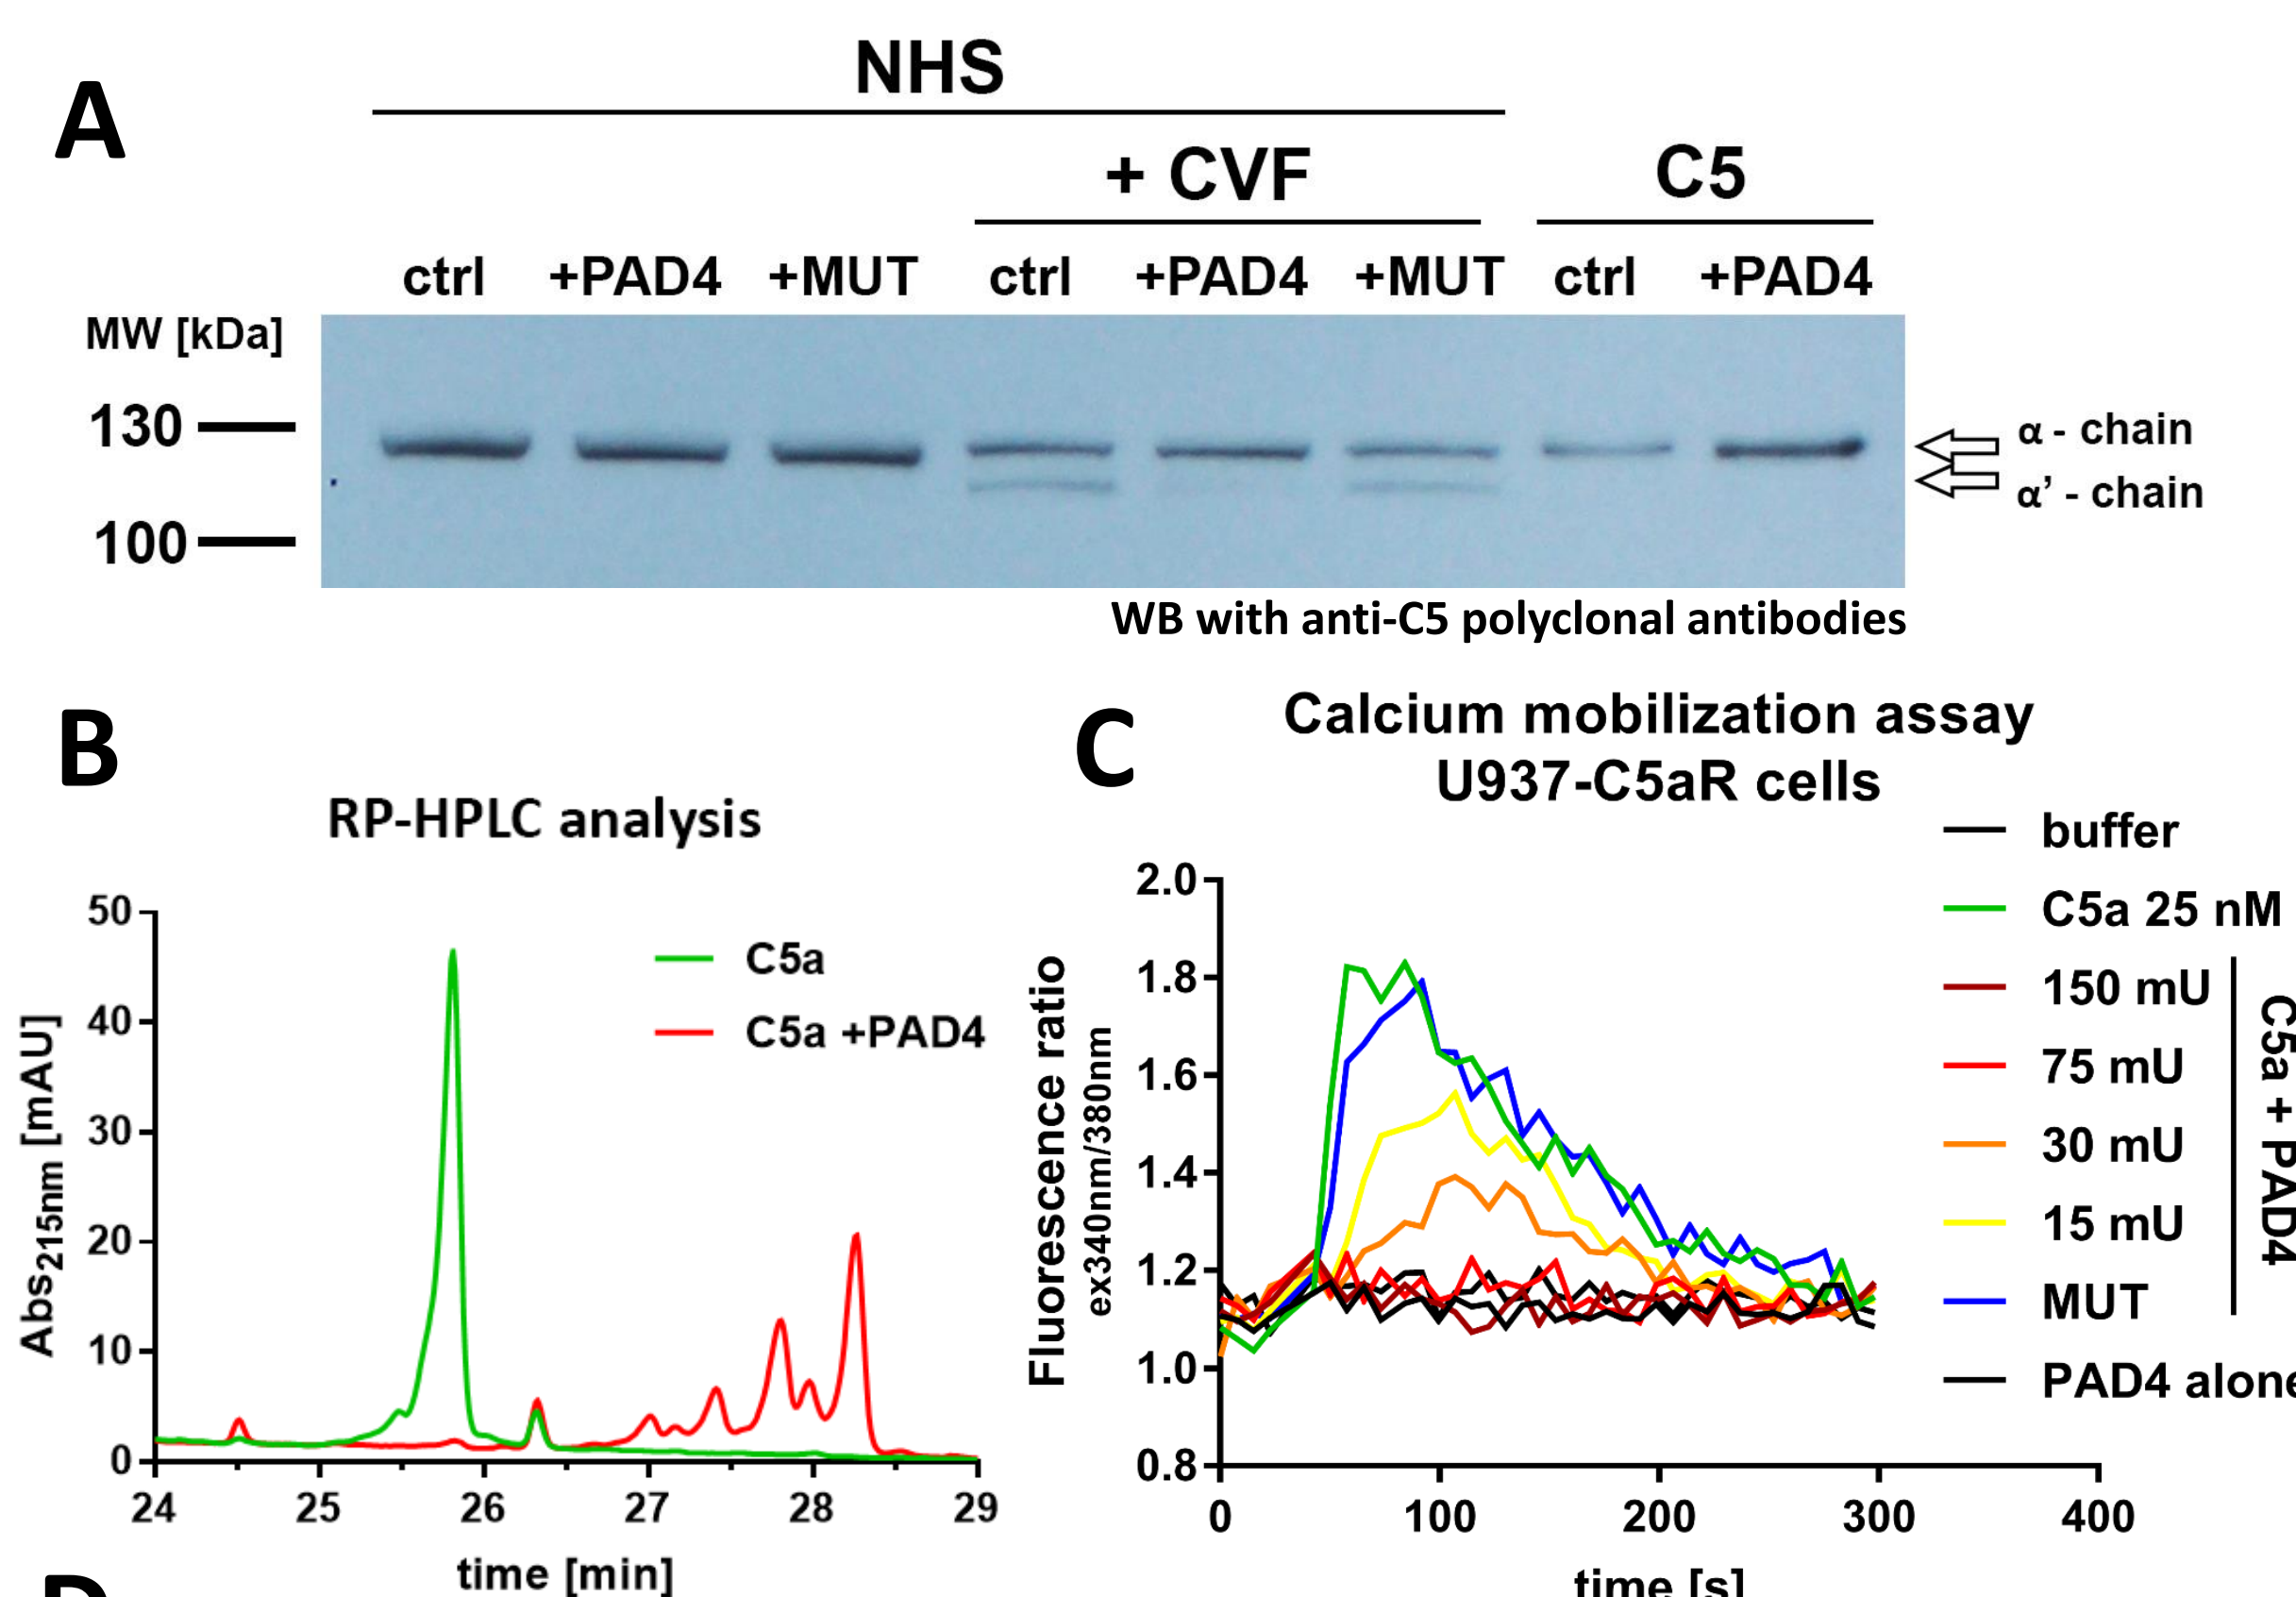 A
NHS
+ CVF
C5
ctrl +PAD4 +MUT ctrl +PAD4 +MUT ctrl +PAD4
MW [kDa]
130
100
α - chain
α’ - chain
WB with anti-C5 polyclonal antibodies
B
RP-HPLC analysis
C5a
C5a +PAD4
Abs215nm [mAU]
50
40
30
20
10
0
24 25 26 27 28 29
time [min]
C
Calcium mobilization assay
U937-C5aR cells
Fluorescence ratio
ex340nm/380nm
2.0
1.8
1.6
1.4
1.2
1.0
0.8
0 100 200 300 400
time [s]
buffer
C5a 25 nM
150 mU
75 mU
30 mU
15 mU
MUT
PAD4 alone
C5a + PAD4
D